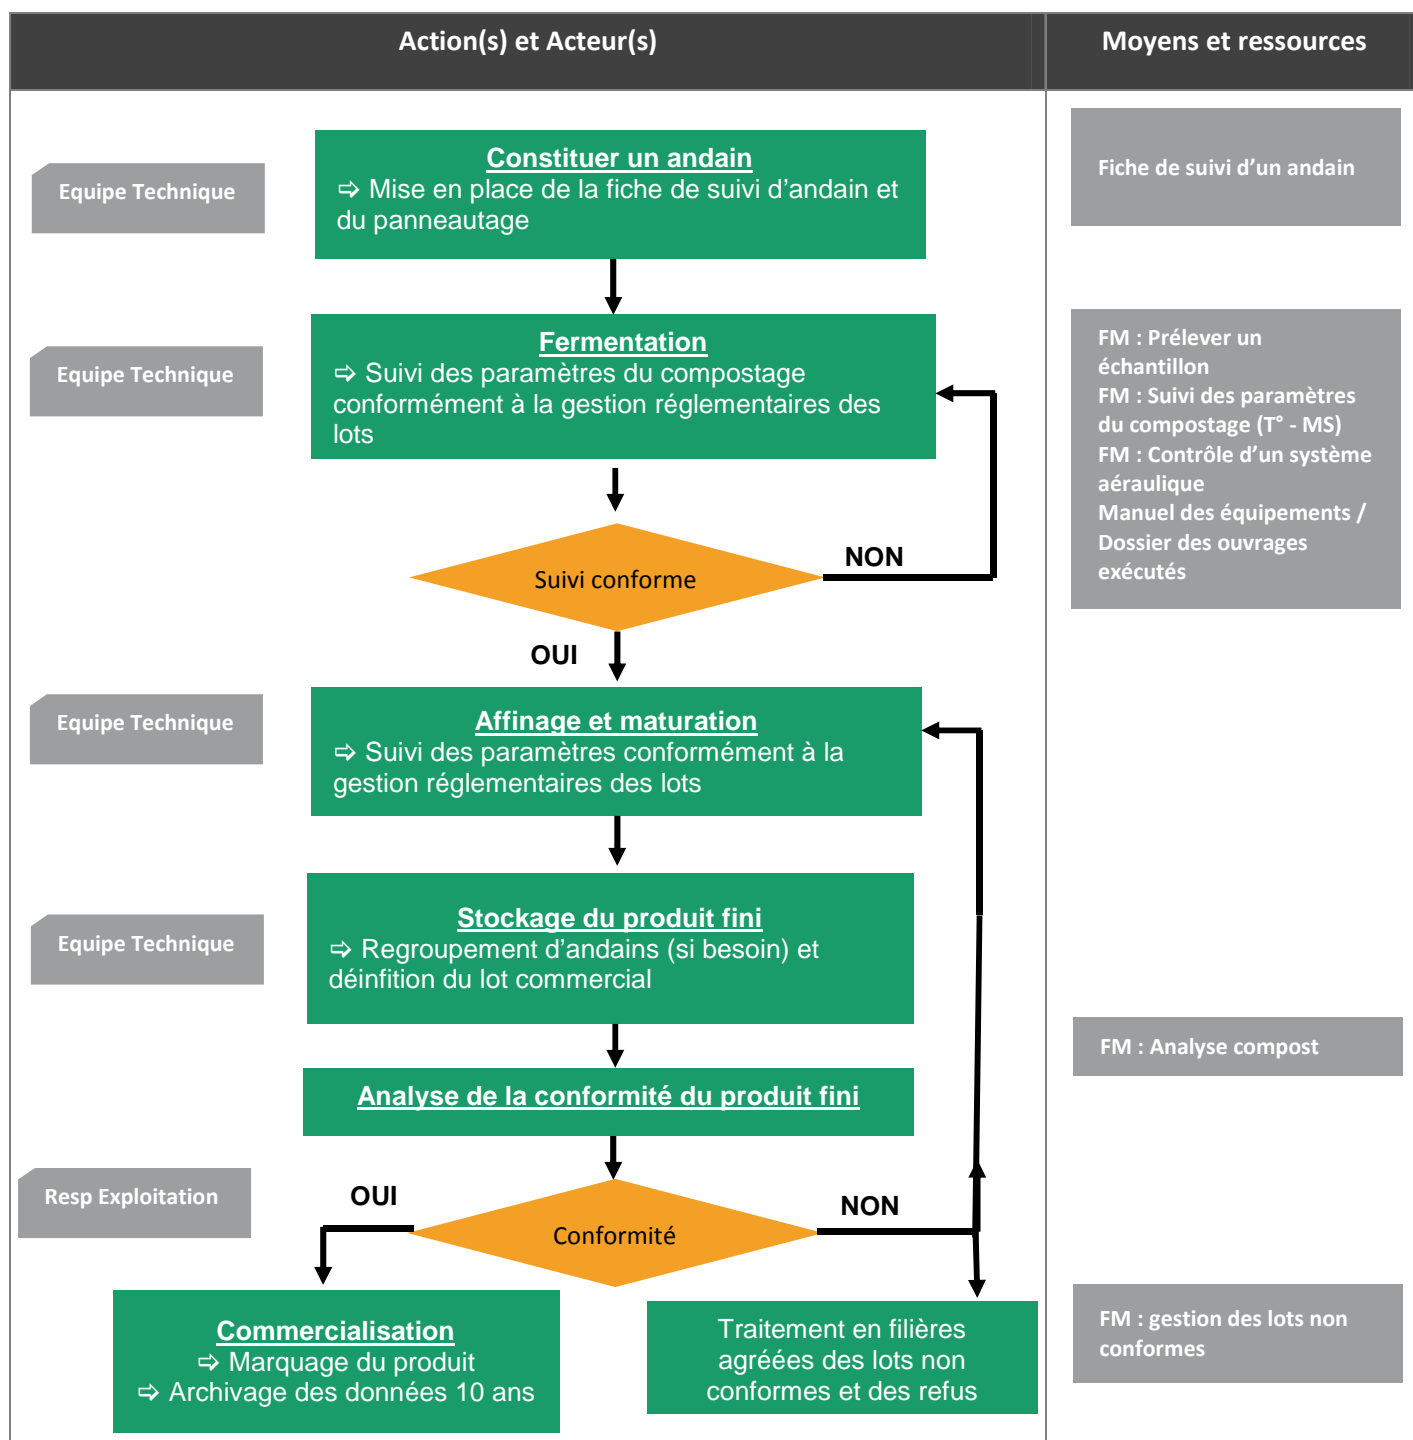 Action(s) et Acteur(s)
Moyens et ressources
Equipe Technique
Constituer un andain
⇨ Mise en place de la fiche de suivi d’andain et
du panneautage
Fiche de suivi d’un andain
Equipe Technique
Fermentation
⇨ Suivi des paramètres du compostage
conformément à la gestion réglementaires des
lots
FM : Prélever un
échantillon
FM : Suivi des paramètres
du compostage (T° - MS)
FM : Contrôle d’un système
aéraulique
Manuel des équipements /
Dossier des ouvrages
exécutés
Suivi conforme
NON
OUI
Equipe Technique
Affinage et maturation
⇨ Suivi des paramètres conformément à la
gestion réglementaires des lots
Equipe Technique
Stockage du produit fini
⇨ Regroupement d’andains (si besoin) et
déinfition du lot commercial
Analyse de la conformité du produit fini
FM : Analyse compost
Resp Exploitation
OUI
Conformité
NON
Commercialisation
⇨ Marquage du produit
⇨ Archivage des données 10 ans
Traitement en filières
agréées des lots non
conformes et des refus
FM : gestion des lots non
conformes